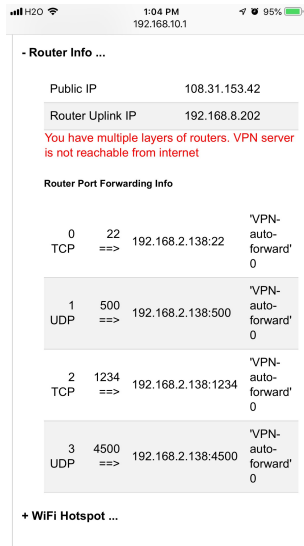 H2O 1:04 PM 95%
192.168.10.1
- Router Info ...
Public IP 108.31.153.42
Router Uplink IP 192.168.8.202
You have multiple layers of routers. VPN server
is not reachable from internet
Router Port Forwarding Info
0 TCP 22 ==> 192.168.2.138:22 'VPN-auto-forward' 0
1 UDP 500 ==> 192.168.2.138:500 'VPN-auto-forward' 0
2 TCP 1234 ==> 192.168.2.138:1234 'VPN-auto-forward' 0
3 UDP 4500 ==> 192.168.2.138:4500 'VPN-auto-forward' 0
+ WiFi Hotspot ...